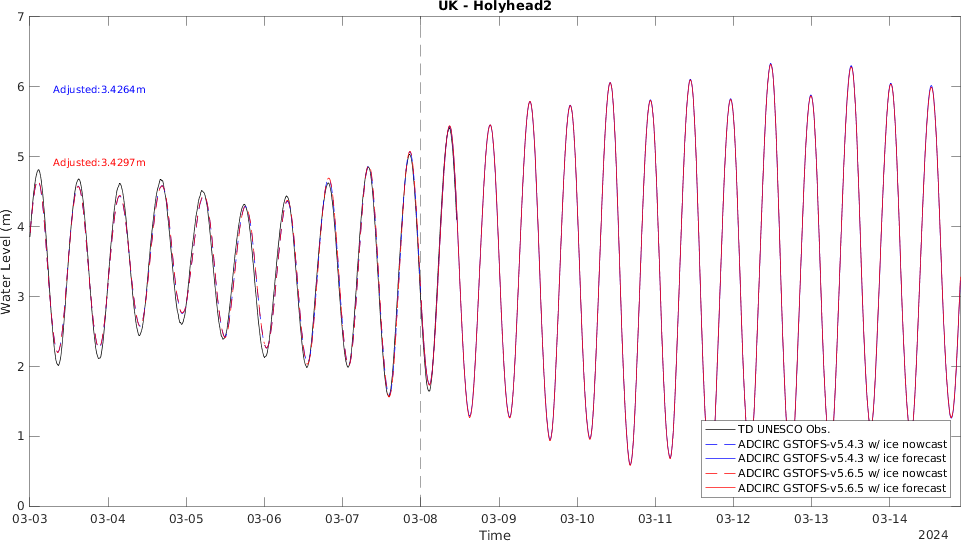 UK - Holyhead2
7
6
5
4
3
2
1
0
Water Level (m)
Adjusted:3.4264m
Adjusted:3.4297m
TD UNESCO Obs.
ADCIRC GSTOFS-v5.4.3 w/ ice nowcast
ADCIRC GSTOFS-v5.4.3 w/ ice forecast
ADCIRC GSTOFS-v5.6.5 w/ ice nowcast
ADCIRC GSTOFS-v5.6.5 w/ ice forecast
03-03 03-04 03-05 03-06 03-07 03-08 03-09 03-10 03-11 03-12 03-13 03-14
Time
2024